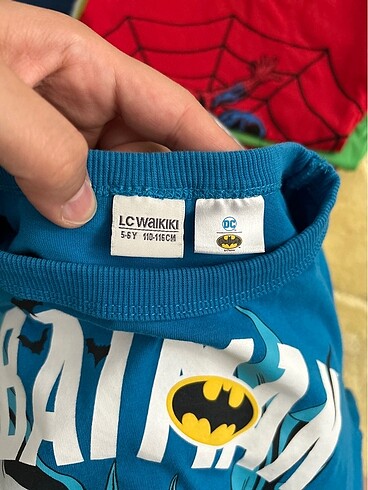 LC WAIKIKI
5-6 Y 110-116 CM
DC
BATMAN